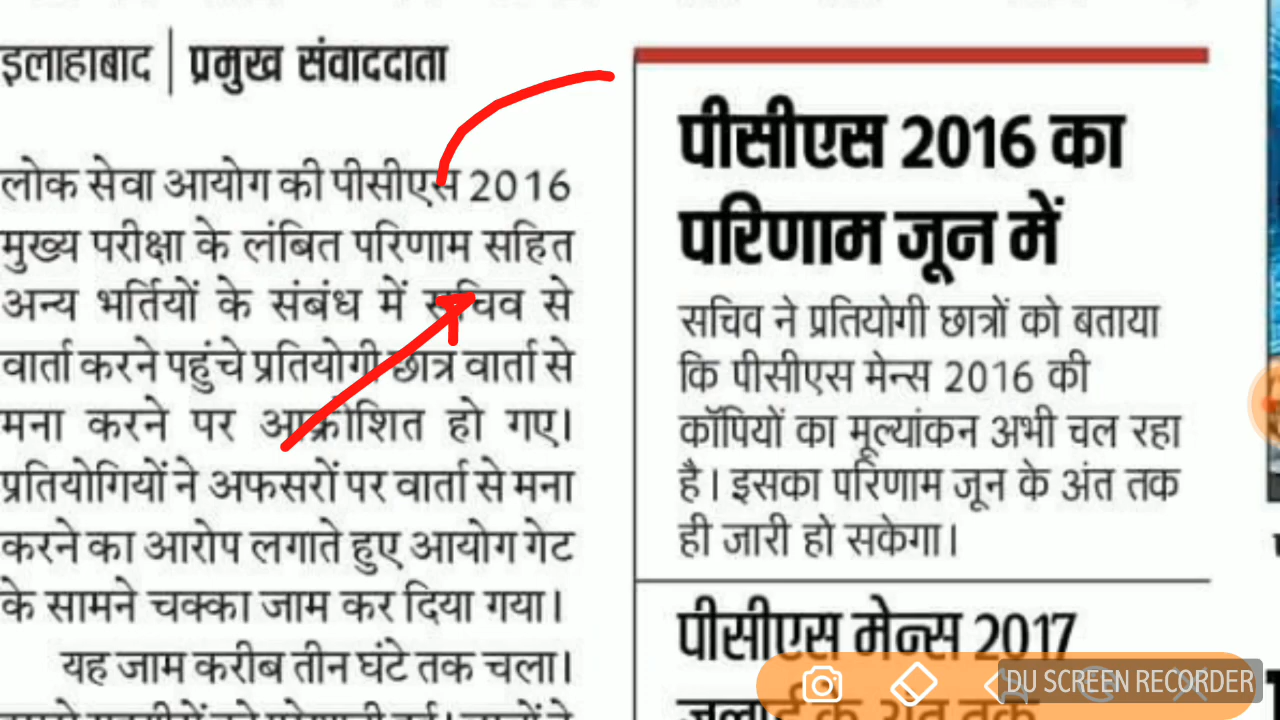 इलाहाबाद | प्रमुख संवाददाता
लोक सेवा आयोग की पीसीएस 2016
मुख्य परीक्षा के लंबित परिणाम सहित
अन्य भर्तियों के संबंध में सचिव से
वार्ता करने पहुंचे प्रतियोगी छात्र वार्ता से
मना करने पर आक्रोशित हो गए।
प्रतियोगियों ने अफसरों पर वार्ता से मना
करने का आरोप लगाते हुए आयोग गेट
के सामने चक्का जाम कर दिया गया।
यह जाम करीब तीन घंटे तक चला।
पीसीएस 2016 का
परिणाम जून में
सचिव ने प्रतियोगी छात्रों को बताया
कि पीसीएस मेन्स 2016 की
कॉपियों का मूल्यांकन अभी चल रहा
है। इसका परिणाम जून के अंत तक
ही जारी हो सकेगा।
पीसीएस मेन्स 2017
जुलाई के अंत तक
DU SCREEN RECORDER